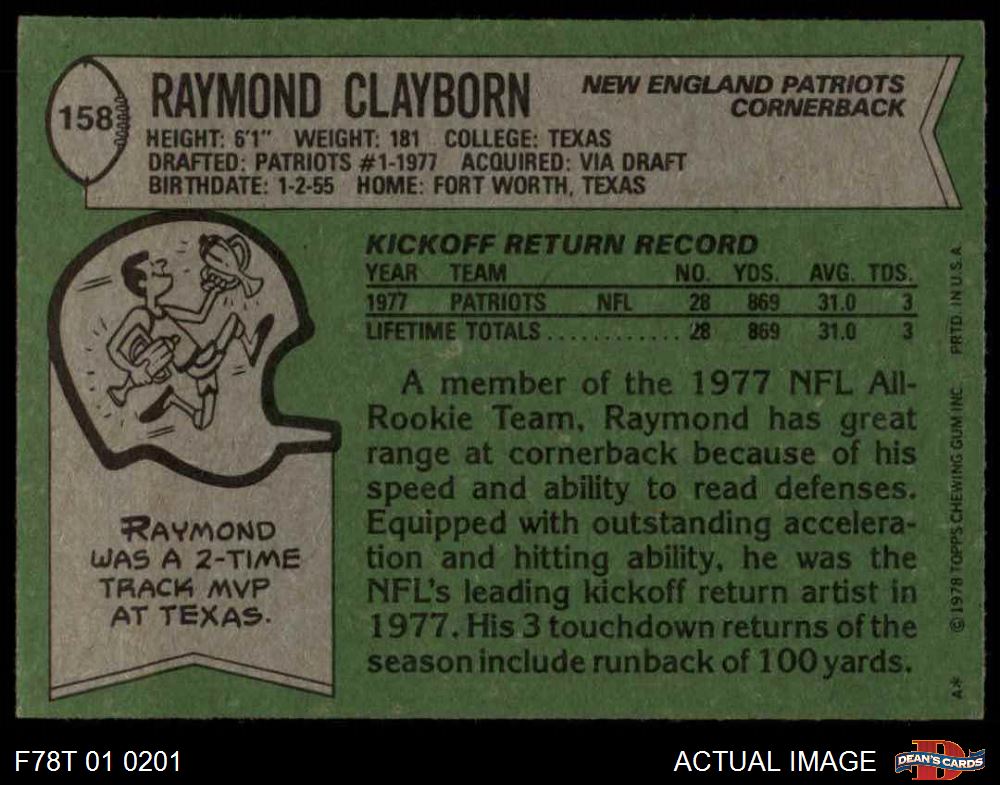 158
RAYMOND CLAYBORN
NEW ENGLAND PATRIOTS
CORNERBACK
HEIGHT: 6'1" WEIGHT: 181 COLLEGE: TEXAS
DRAFTED: PATRIOTS #1-1977 ACQUIRED: VIA DRAFT
BIRTHDATE: 1-2-55 HOME: FORT WORTH, TEXAS
KICKOFF RETURN RECORD
YEAR TEAM NO. YDS. AVG. TDS.
1977 PATRIOTS NFL 28 869 31.0 3
LIFETIME TOTALS............ 28 869 31.0 3
A member of the 1977 NFL All-
Rookie Team, Raymond has great
range at cornerback because of his
speed and ability to read defenses.
Equipped with outstanding accelera-
tion and hitting ability, he was the
NFL's leading kickoff return artist in
1977. His 3 touchdown returns of the
season include runback of 100 yards.
RAYMOND
WAS A 2-TIME
TRACK MVP
AT TEXAS.
A* ©1978 TOPPS CHEWING GUM INC PRTD. IN U.S.A
F78T 01 0201
ACTUAL IMAGE
D
DEAN'S CARDS